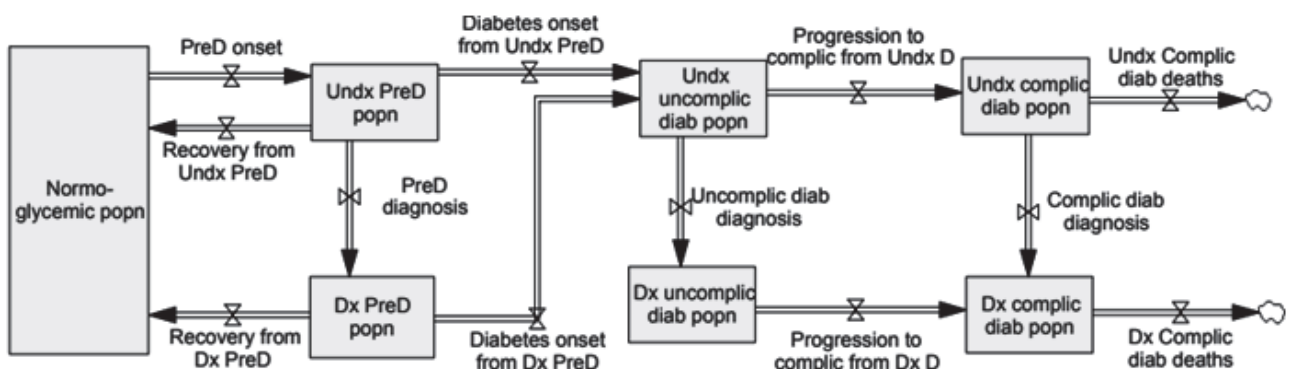 PreD onset
Diabetes onset
from Undx PreD
Progression to
complic from Undx D
Undx Complic
diab deaths
Undx PreD
popn
Undx
uncomplic
diab popn
Undx complic
diab popn
Recovery from
Undx PreD
Normo-
glycemic popn
PreD
diagnosis
Uncomplic diab
diagnosis
Complic diab
diagnosis
Dx PreD
popn
Dx uncomplic
diab popn
Dx complic
diab popn
Recovery from
Dx PreD
Diabetes onset
from Dx PreD
Progression to
complic from Dx D
Dx Complic
diab deaths